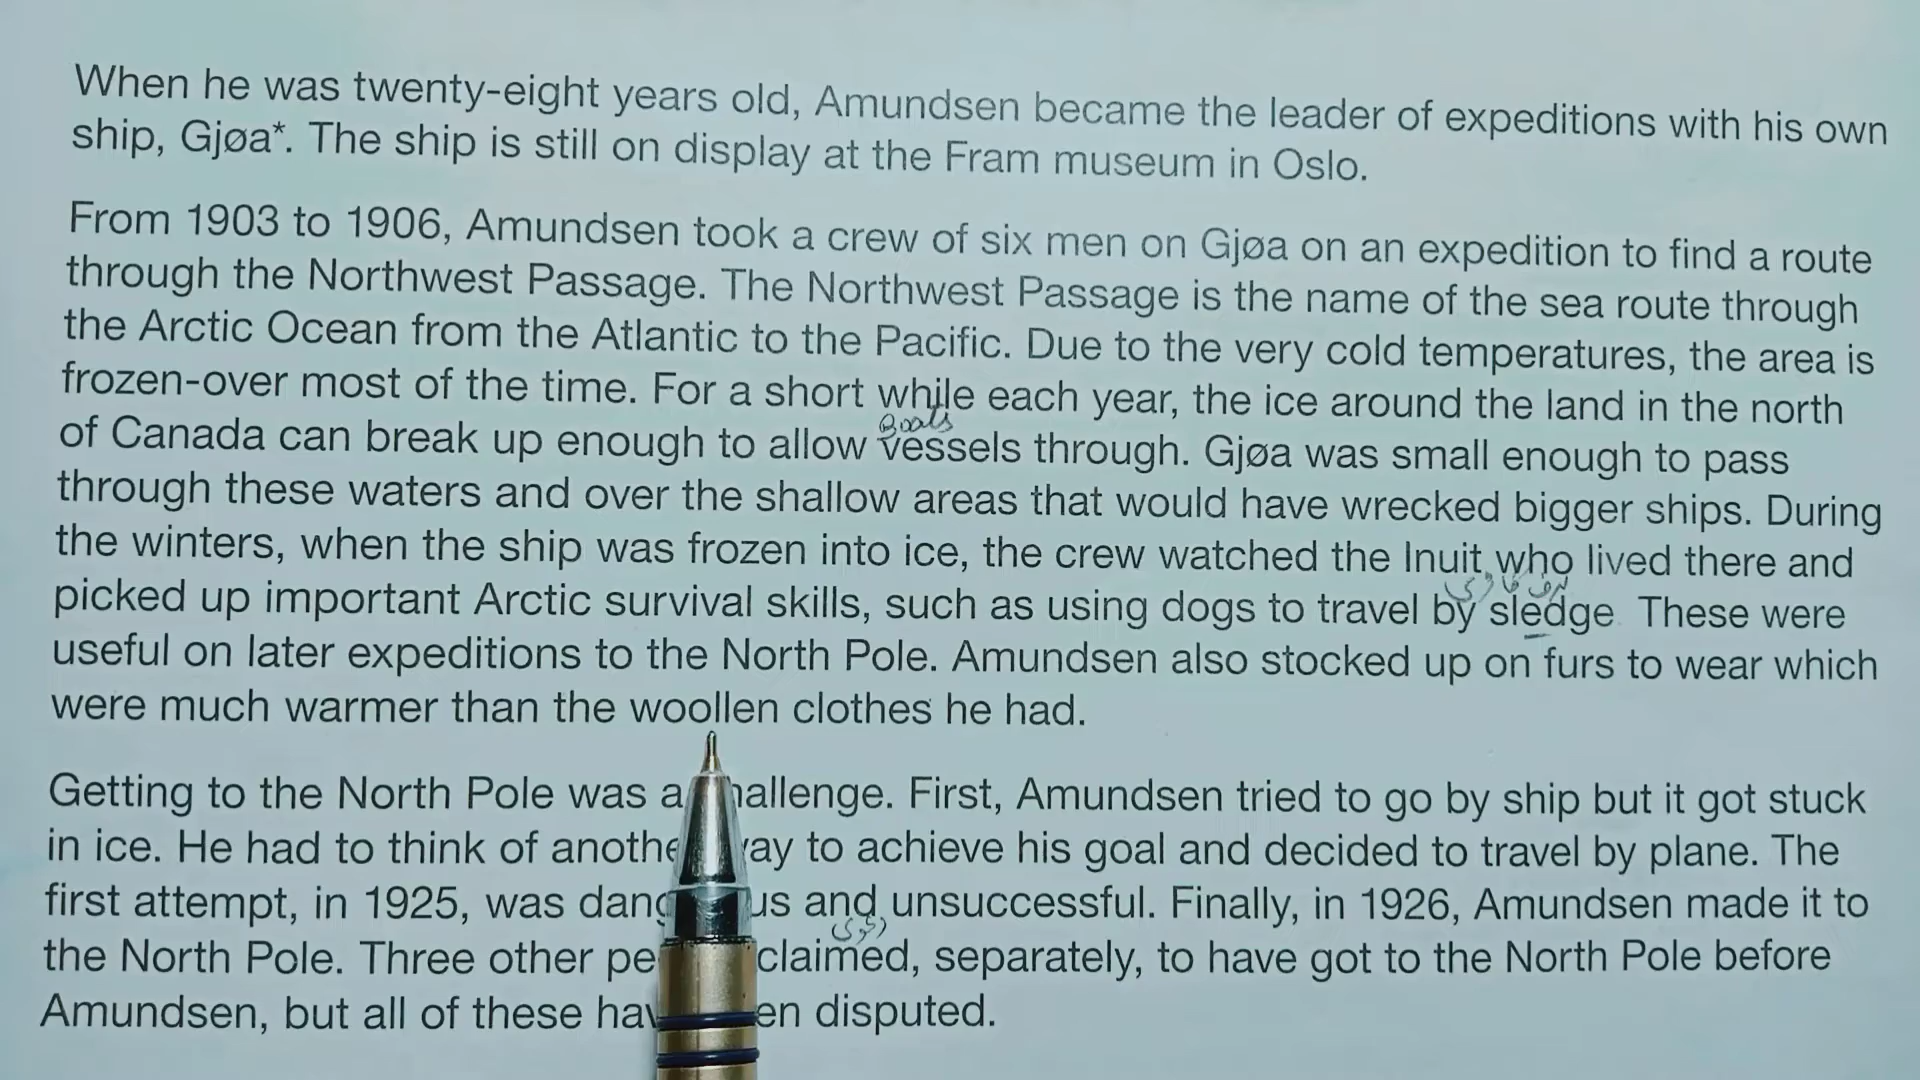 When he was twenty-eight years old, Amundsen became the leader of expeditions with his own
ship, Gjøa*. The ship is still on display at the Fram museum in Oslo.
From 1903 to 1906, Amundsen took a crew of six men on Gjøa on an expedition to find a route
through the Northwest Passage. The Northwest Passage is the name of the sea route through
the Arctic Ocean from the Atlantic to the Pacific. Due to the very cold temperatures, the area is
frozen-over most of the time. For a short while each year, the ice around the land in the north
Boats
of Canada can break up enough to allow vessels through. Gjøa was small enough to pass
through these waters and over the shallow areas that would have wrecked bigger ships. During
the winters, when the ship was frozen into ice, the crew watched the Inuit who lived there and
picked up important Arctic survival skills, such as using dogs to travel by sledge. These were
useful on later expeditions to the North Pole. Amundsen also stocked up on furs to wear which
were much warmer than the woollen clothes he had.
Getting to the North Pole was a challenge. First, Amundsen tried to go by ship but it got stuck
in ice. He had to think of another way to achieve his goal and decided to travel by plane. The
first attempt, in 1925, was and unsuccessful. Finally, in 1926, Amundsen made it to
the North Pole. Three other claimed, separately, to have got to the North Pole before
Amundsen, but all of these disputed.